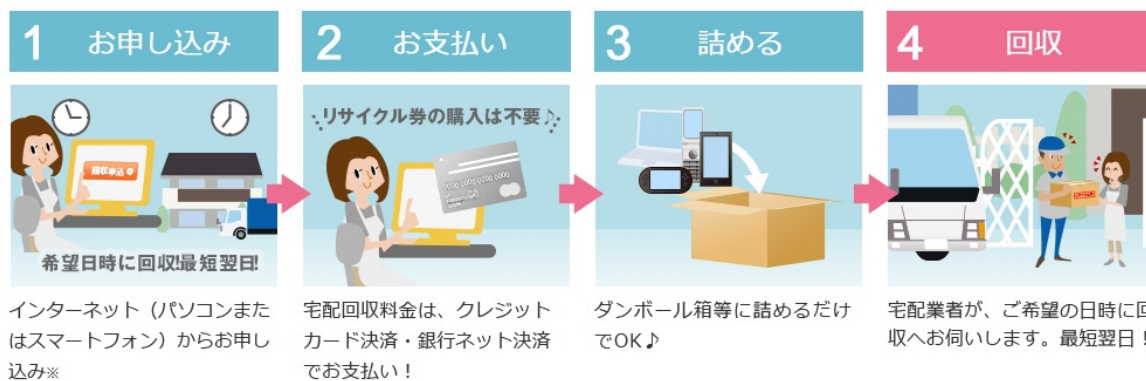 1 お申し込み
2 お支払い
3 詰める
4 回収
リサイクル券の購入は不要♪
0000 0000 0000 0000
希望日時に回収!最短翌日!
インターネット（パソコンまた
はスマートフォン）からお申し
込み※
宅配回収料金は、クレジット
カード決済・銀行ネット決済
でお支払い！
ダンボール箱等に詰めるだけ
でOK♪
宅配業者が、ご希望の日時に回
収へお伺いします。最短翌日！